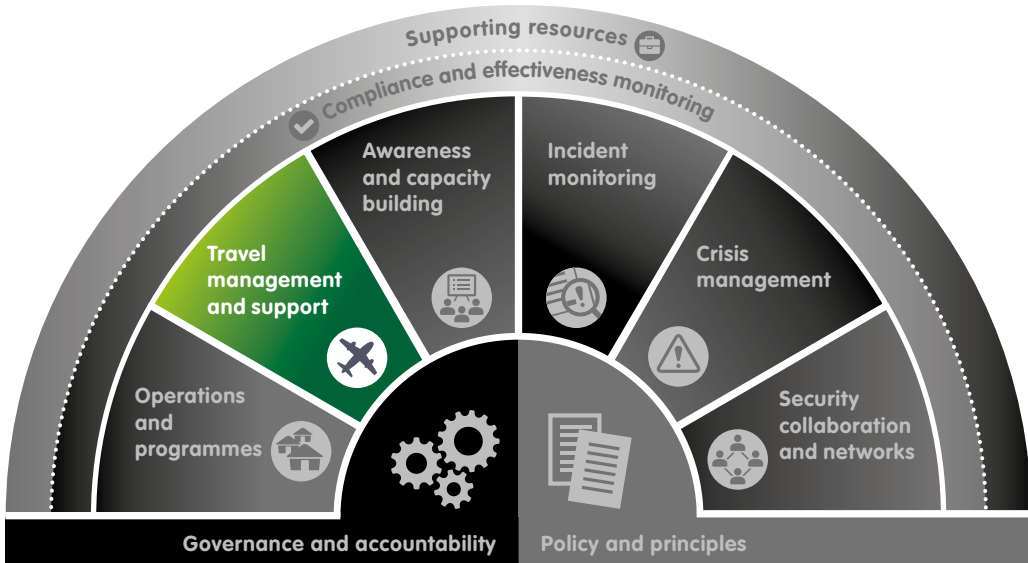 Supporting resources
Compliance and effectiveness monitoring
Awareness
and capacity
building
Incident
monitoring
Travel
management
and support
Crisis
management
Operations
and
programmes
Security
collaboration
and networks
Governance and accountability
Policy and principles